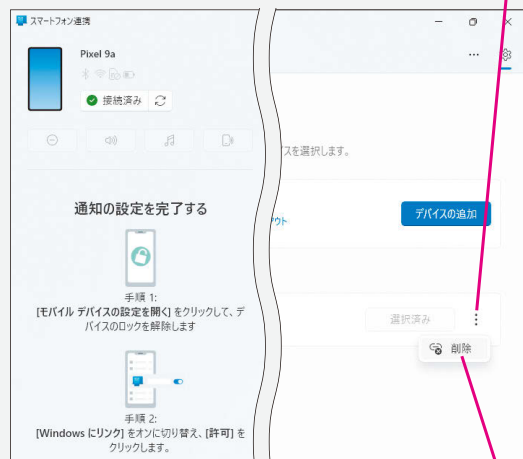 スマートフォン連携
Pixel 9a
接続済み
スを選択します。
通知の設定を完了する
デバイスの追加
アウト
手順 1:
[モバイル デバイスの設定を開く] をクリックして、デ
バイスのロックを解除します
選択済み
削除
手順 2:
[Windows にリンク] をオンに切り替え、[許可] を
クリックします。